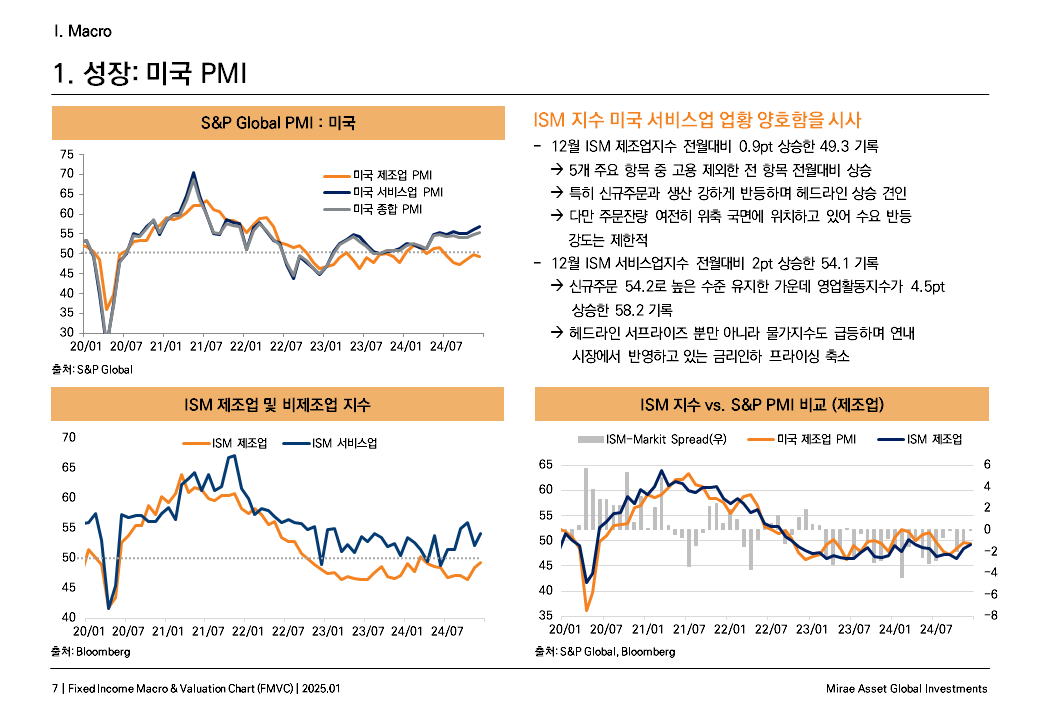 I. Macro
1. 성장: 미국 PMI
S&P Global PMI : 미국
75
70
65
60
55
50
45
40
35
30
미국 제조업 PMI
미국 서비스업 PMI
미국 종합 PMI
20/01 20/07 21/01 21/07 22/01 22/07 23/01 23/07 24/01 24/07
출처: S&P Global
ISM 지수 미국 서비스업 업황 양호함을 시사
- 12월 ISM 제조업지수 전월대비 0.9pt 상승한 49.3 기록
→ 5개 주요 항목 중 고용 제외한 전 항목 전월대비 상승
→ 특히 신규주문과 생산 강하게 반등하며 헤드라인 상승 견인
→ 다만 주문잔량 여전히 위축 국면에 위치하고 있어 수요 반등
강도는 제한적
- 12월 ISM 서비스업지수 전월대비 2pt 상승한 54.1 기록
→ 신규주문 54.2로 높은 수준 유지한 가운데 영업활동지수가 4.5pt
상승한 58.2 기록
→ 헤드라인 서프라이즈 뿐만 아니라 물가지수도 급등하며 연내
시장에서 반영하고 있는 금리인하 프라이싱 축소
ISM 제조업 및 비제조업 지수
70
65
60
55
50
45
40
ISM 제조업 ISM 서비스업
20/01 20/07 21/01 21/07 22/01 22/07 23/01 23/07 24/01 24/07
출처: Bloomberg
ISM 지수 vs. S&P PMI 비교 (제조업)
ISM-Markit Spread(우) 미국 제조업 PMI ISM 제조업
65
60
55
50
45
40
35
6
4
2
0
-2
-4
-6
-8
20/01 20/07 21/01 21/07 22/01 22/07 23/01 23/07 24/01 24/07
출처: S&P Global, Bloomberg
7 | Fixed Income Macro & Valuation Chart (FMVC) | 2025.01
Mirae Asset Global Investments